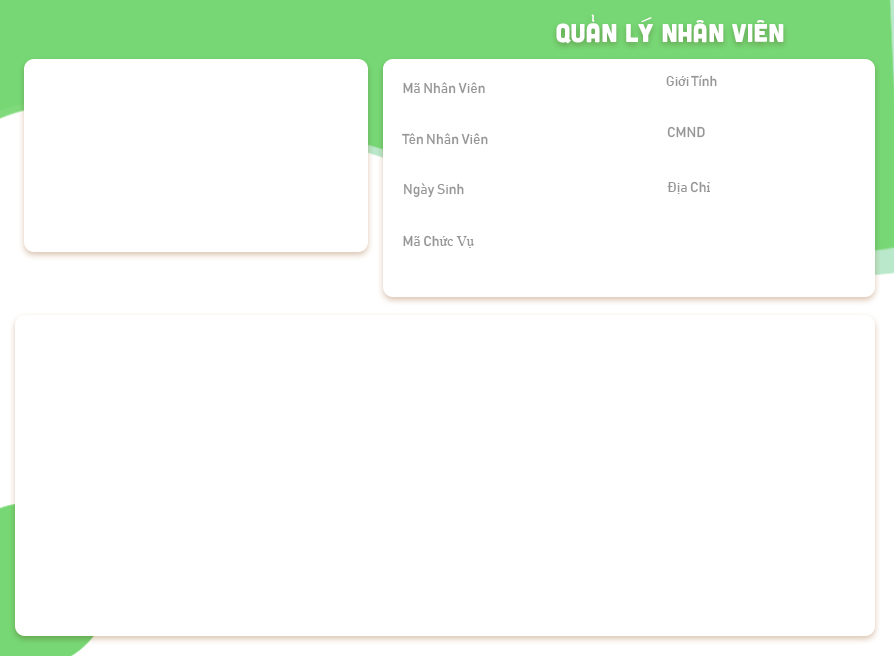 QUẢN LÝ NHÂN VIÊN
Mã Nhân Viên
Giới Tính
Tên Nhân Viên
CMND
Ngày Sinh
Địa Chỉ
Mã Chức Vụ